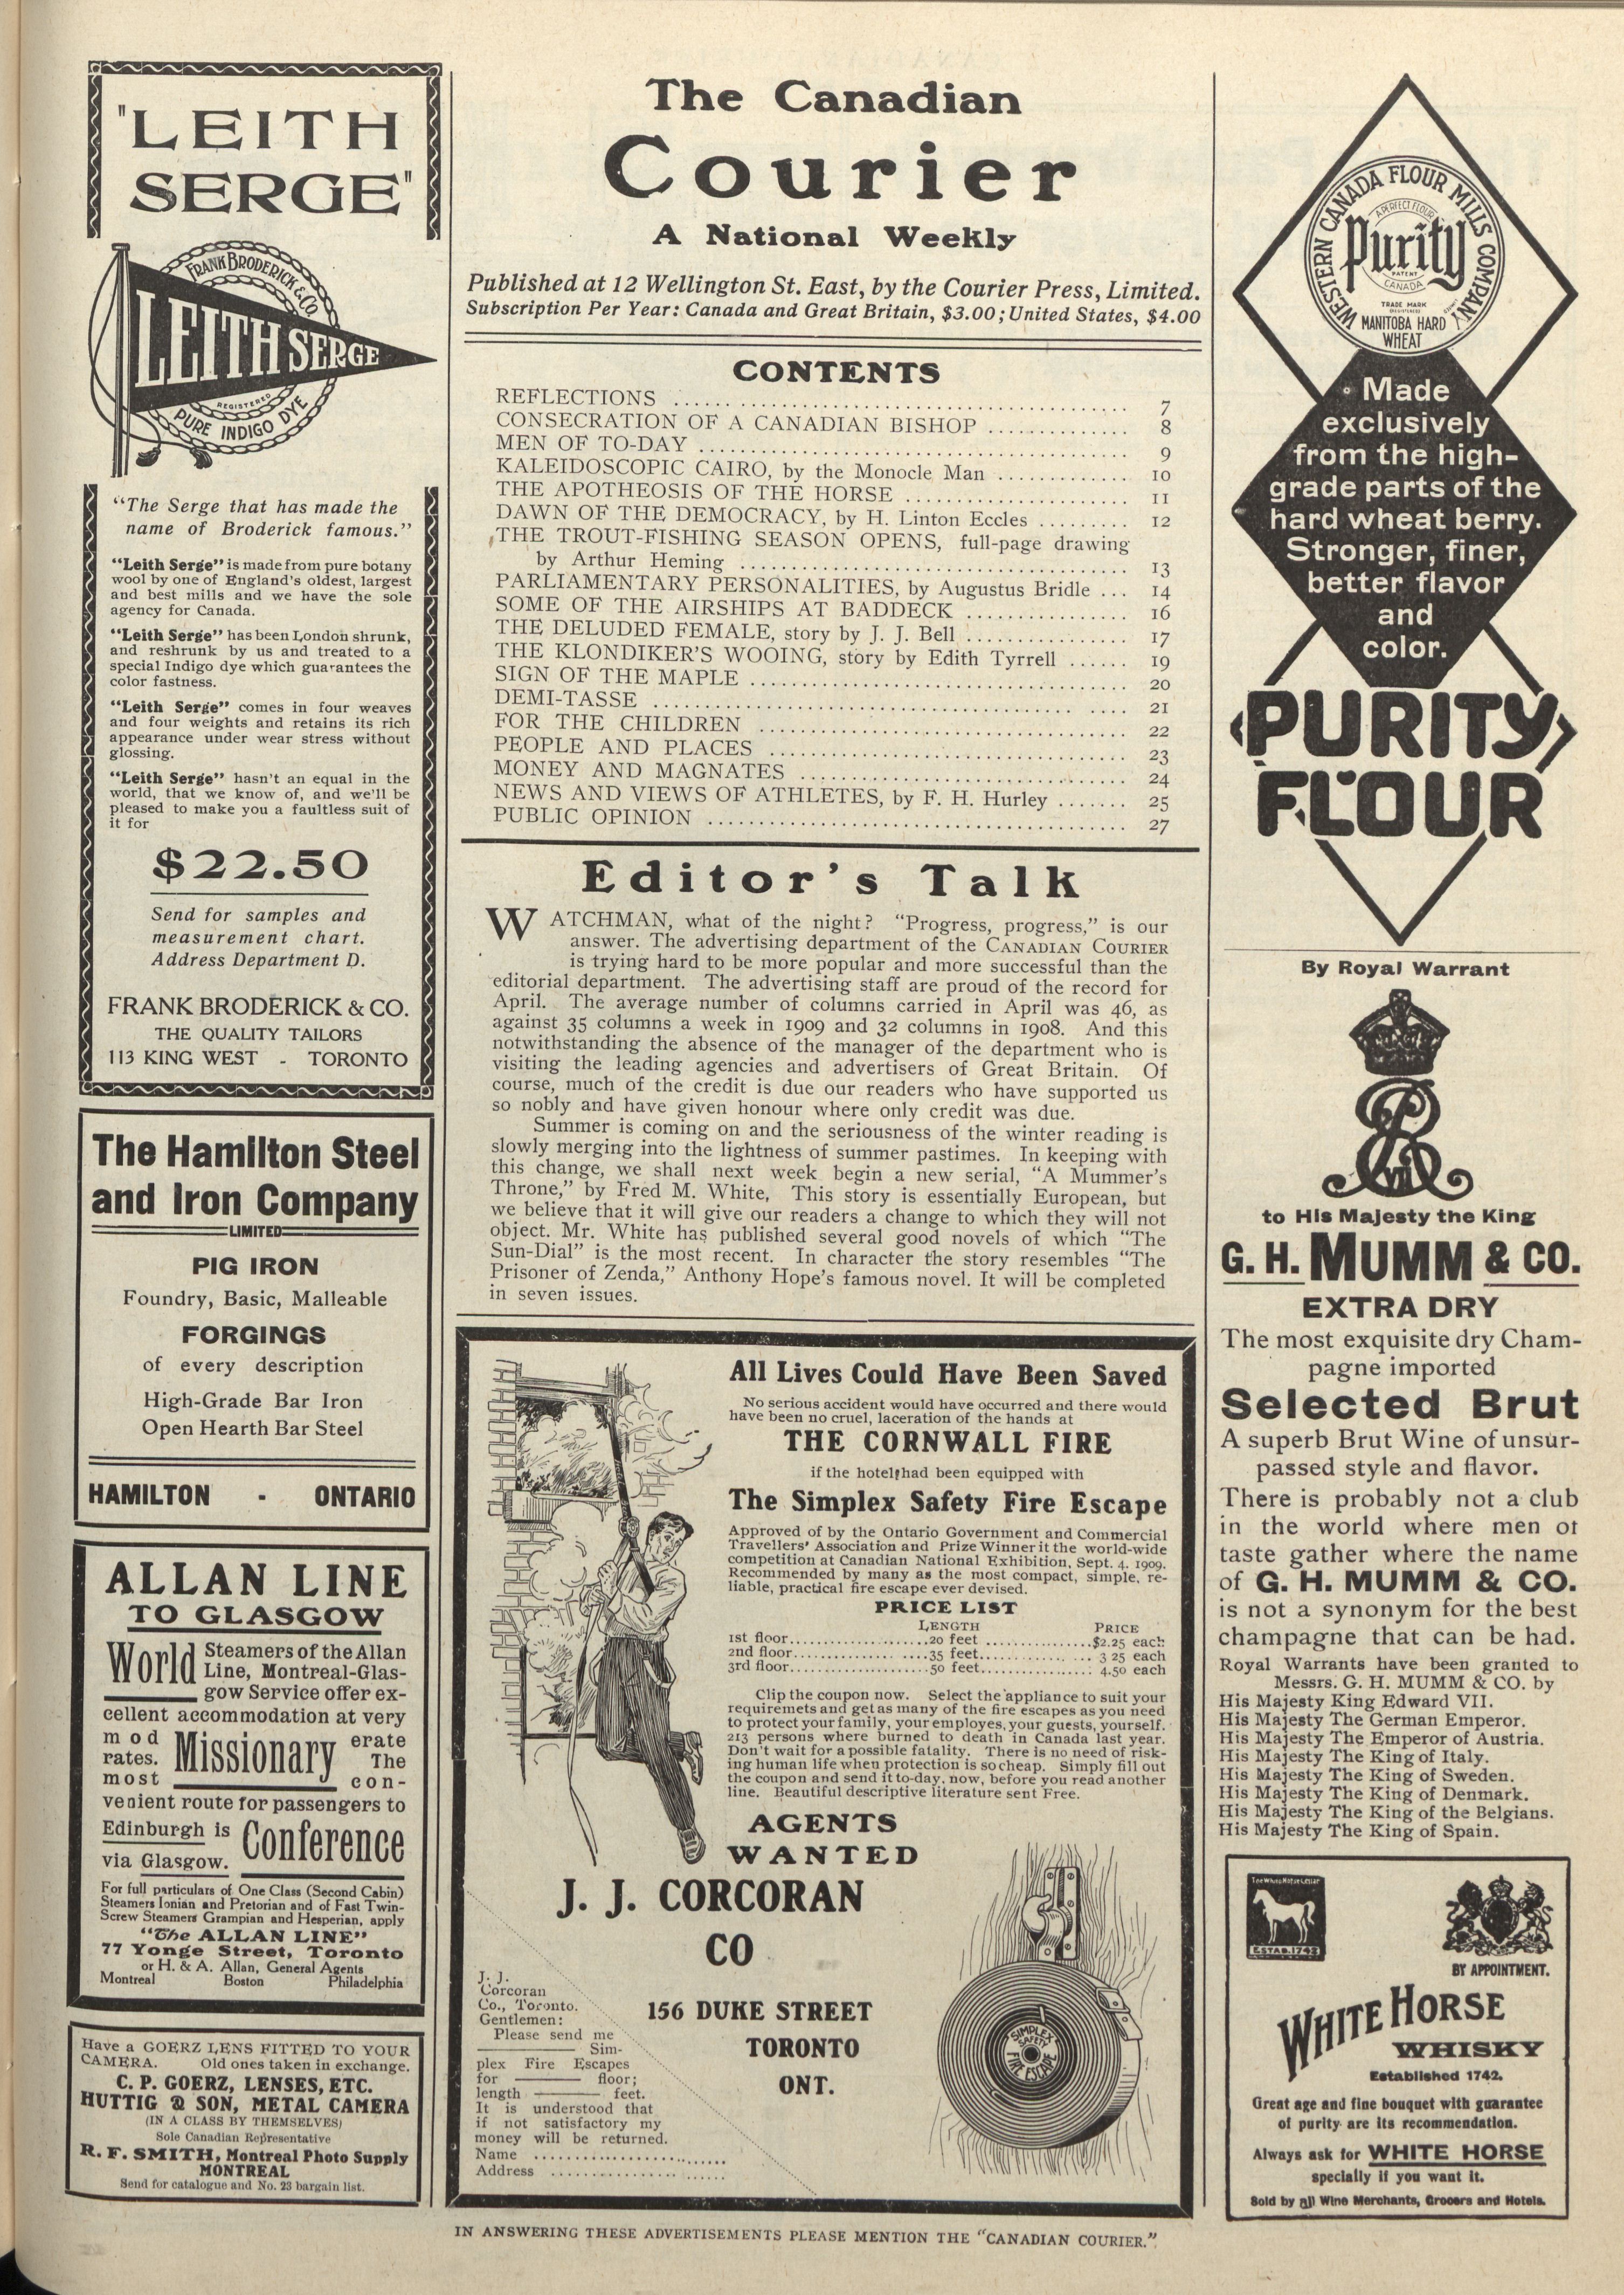 "LEITH
SERGE"
FRANK BRODERICK & CO.
LEITH SERGE
REGISTERED
PURE INDIGO DYE
"The Serge that has made the
name of Broderick famous."
"Leith Serge" is made from pure botany
wool by one of England's oldest, largest
and best mills and we have the sole
agency for Canada.
"Leith Serge" has been London shrunk,
and reshrunk by us and treated to a
special Indigo dye which guarantees the
color fastness.
"Leith Serge" comes in four weaves
and four weights and retains its rich
appearance under wear stress without
glossing.
"Leith Serge" hasn't an equal in the
world, that we know of, and we'll be
pleased to make you a faultless suit of
it for
$22.50
Send for samples and
measurement chart.
Address Department D.
FRANK BRODERICK & CO.
THE QUALITY TAILORS
113 KING WEST - TORONTO
The Hamilton Steel
and Iron Company
LIMITED
PIG IRON
Foundry, Basic, Malleable
FORGINGS
of every description
High-Grade Bar Iron
Open Hearth Bar Steel
HAMILTON - ONTARIO
ALLAN LINE
TO GLASGOW
World Steamers of the Allan
Line, Montreal-Glas-
gow Service offer ex-
cellent accommodation at very
mod Missionary erate
rates. The
most con-
venient route for passengers to
Edinburgh is Conference
via Glasgow.
For full particulars of One Class (Second Cabin)
Steamers Ionian and Pretorian and of Fast Twin-
Screw Steamers Grampian and Hesperian, apply
"The ALLAN LINE"
77 Yonge Street, Toronto
or H. & A. Allan, General Agents
Montreal Boston Philadelphia
Have a GOERZ LENS FITTED TO YOUR
CAMERA. Old ones taken in exchange.
C. P. GOERZ, LENSES, ETC.
HUTTIG & SON, METAL CAMERA
(IN A CLASS BY THEMSELVES)
Sole Canadian Representative
R. F. SMITH, Montreal Photo Supply
MONTREAL
Send for catalogue and No. 23 bargain list.
The Canadian
Courier
A National Weekly
Published at 12 Wellington St. East, by the Courier Press, Limited.
Subscription Per Year: Canada and Great Britain, $3.00; United States, $4.00
CONTENTS
REFLECTIONS ........ 7
CONSECRATION OF A CANADIAN BISHOP ........ 8
MEN OF TO-DAY ........ 9
KALEIDOSCOPIC CAIRO, by the Monocle Man ........ 10
THE APOTHEOSIS OF THE HORSE ........ 11
DAWN OF THE DEMOCRACY, by H. Linton Eccles ........ 12
THE TROUT-FISHING SEASON OPENS, full-page drawing
by Arthur Heming ........ 13
PARLIAMENTARY PERSONALITIES, by Augustus Bridle ... 14
SOME OF THE AIRSHIPS AT BADDECK ........ 16
THE DELUDED FEMALE, story by J. J. Bell ........ 17
THE KLONDIKER'S WOOING, story by Edith Tyrrell ...... 19
SIGN OF THE MAPLE ........ 20
DEMI-TASSE ........ 21
FOR THE CHILDREN ........ 22
PEOPLE AND PLACES ........ 23
MONEY AND MAGNATES ........ 24
NEWS AND VIEWS OF ATHLETES, by F. H. Hurley ....... 25
PUBLIC OPINION ........ 27
Editor's Talk
WATCHMAN, what of the night? "Progress, progress," is our
answer. The advertising department of the CANADIAN COURIER
is trying hard to be more popular and more successful than the
editorial department. The advertising staff are proud of the record for
April. The average number of columns carried in April was 46, as
against 35 columns a week in 1909 and 32 columns in 1908. And this
notwithstanding the absence of the manager of the department who is
visiting the leading agencies and advertisers of Great Britain. Of
course, much of the credit is due our readers who have supported us
so nobly and have given honour where only credit was due.
Summer is coming on and the seriousness of the winter reading is
slowly merging into the lightness of summer pastimes. In keeping with
this change, we shall next week begin a new serial, "A Mummer's
Throne," by Fred M. White, This story is essentially European, but
we believe that it will give our readers a change to which they will not
object. Mr. White has published several good novels of which "The
Sun-Dial" is the most recent. In character the story resembles "The
Prisoner of Zenda," Anthony Hope's famous novel. It will be completed
in seven issues.
All Lives Could Have Been Saved
No serious accident would have occurred and there would
have been no cruel, laceration of the hands at
THE CORNWALL FIRE
if the hotel had been equipped with
The Simplex Safety Fire Escape
Approved of by the Ontario Government and Commercial
Travellers' Association and Prize Winner it the world-wide
competition at Canadian National Exhibition, Sept. 4, 1909.
Recommended by many as the most compact, simple, re-
liable, practical fire escape ever devised.
PRICE LIST
LENGTH PRICE
1st floor........20 feet ........$2.25 each
2nd floor........35 feet........ 3 25 each
3rd floor........50 feet........ 4.50 each
Clip the coupon now. Select the appliance to suit your
requiremets and get as many of the fire escapes as you need
to protect your family, your employes, your guests, yourself.
213 persons where burned to death in Canada last year.
Don't wait for a possible fatality. There is no need of risk-
ing human life when protection is so cheap. Simply fill out
the coupon and send it to-day, now, before you read another
line. Beautiful descriptive literature sent Free.
AGENTS
WANTED
J. J. CORCORAN
CO
156 DUKE STREET
TORONTO
ONT.
J. J.
Corcoran
Co., Toronto.
Gentlemen:
Please send me
Sim-
plex Fire Escapes
for floor;
length feet.
It is understood that
if not satisfactory my
money will be returned.
Name
Address
SIMPLEX
SAFETY
FIRE ESCAPE
IN ANSWERING THESE ADVERTISEMENTS PLEASE MENTION THE "CANADIAN COURIER."
WESTERN CANADA FLOUR MILLS COMPANY
A PERFECT FLOUR
Purity
PATENT
CANADA
TRADE MARK
REGISTERED
MANITOBA HARD
WHEAT
Made
exclusively
from the high-
grade parts of the
hard wheat berry.
Stronger, finer,
better flavor
and
color.
PURITY
FLOUR
By Royal Warrant
ER
VII
to His Majesty the King
G. H. MUMM & CO.
EXTRA DRY
The most exquisite dry Cham-
pagne imported
Selected Brut
A superb Brut Wine of unsur-
passed style and flavor.
There is probably not a club
in the world where men of
taste gather where the name
of G. H. MUMM & CO.
is not a synonym for the best
champagne that can be had.
Royal Warrants have been granted to
Messrs. G. H. MUMM & CO. by
His Majesty King Edward VII.
His Majesty The German Emperor.
His Majesty The Emperor of Austria.
His Majesty The King of Italy.
His Majesty The King of Sweden.
His Majesty The King of Denmark.
His Majesty The King of the Belgians.
His Majesty The King of Spain.
The White Horse Cellar
ESTAB. 1742
BY APPOINTMENT.
WHITE HORSE
WHISKY
Established 1742.
Great age and fine bouquet with guarantee
of purity are its recommendation.
Always ask for WHITE HORSE
specially if you want it.
Sold by all Wine Merchants, Grocers and Hotels.